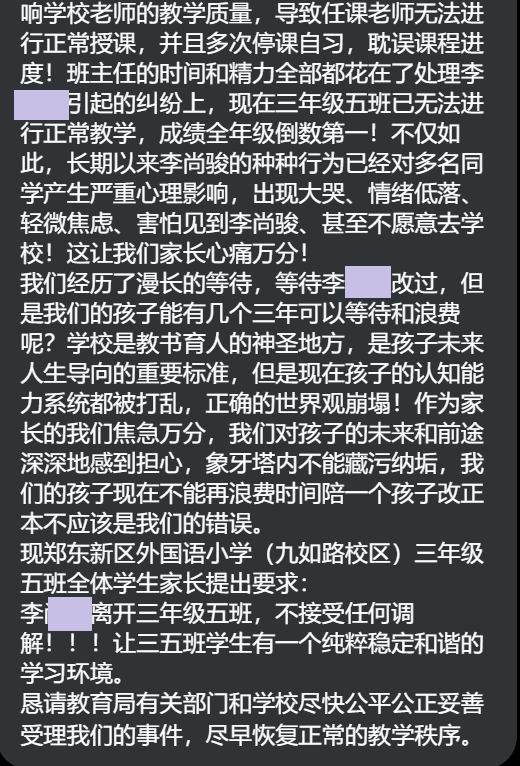 响学校老师的教学质量，导致任课老师无法进
行正常授课，并且多次停课自习，耽误课程进
度！班主任的时间和精力全部都花在了处理李
引起的纠纷上，现在三年级五班已无法进
行正常教学，成绩全年级倒数第一！不仅如
此，长期以来李尚骏的种种行为已经对多名同
学产生严重心理影响，出现大哭、情绪低落、
轻微焦虑、害怕见到李尚骏、甚至不愿意去学
校！这让我们家长心痛万分！
我们经历了漫长的等待，等待李改过，但
是我们的孩子能有几个三年可以等待和浪费
呢？学校是教书育人的神圣地方，是孩子未来
人生导向的重要标准，但是现在孩子的认知能
力系统都被打乱，正确的世界观崩塌！作为家
长的我们焦急万分，我们对孩子的未来和前途
深深地感到担心，象牙塔内不能藏污纳垢，我
们的孩子现在不能再浪费时间陪一个孩子改正
本不应该是我们的错误。
现郑东新区外国语小学（九如路校区）三年级
五班全体学生家长提出要求：
李离开三年级五班，不接受任何调
解！！！让三五班学生有一个纯粹稳定和谐的
学习环境。
恳请教育局有关部门和学校尽快公平公正妥善
受理我们的事件，尽早恢复正常的教学秩序。